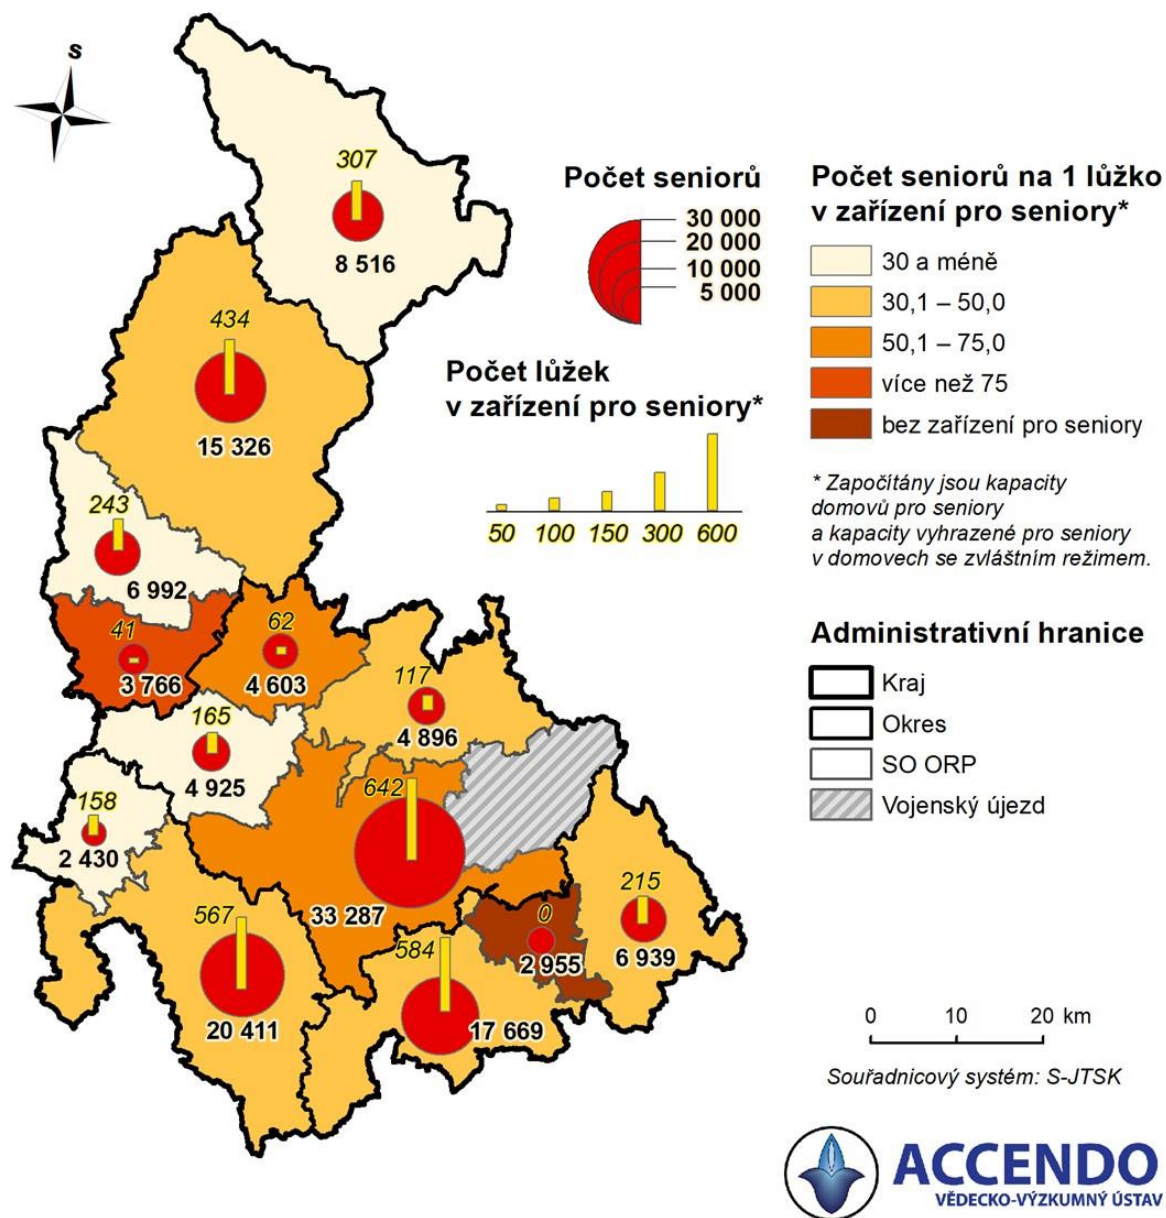 S
307
8 516
434
15 326
243
6 992
41
3 766
62
4 603
117
4 896
165
4 925
158
2 430
642
33 287
567
20 411
584
17 669
0
2 955
215
6 939
Počet seniorů
30 000
20 000
10 000
5 000
Počet lůžek
v zařízení pro seniory*
50 100 150 300 600
Počet seniorů na 1 lůžko
v zařízení pro seniory*
30 a méně
30,1 – 50,0
50,1 – 75,0
více než 75
bez zařízení pro seniory
* Započítány jsou kapacity
domovů pro seniory
a kapacity vyhrazené pro seniory
v domovech se zvláštním režimem.
Administrativní hranice
Kraj
Okres
SO ORP
Vojenský újezd
0 10 20 km
Souřadnicový systém: S-JTSK
ACCENDO
VĚDECKO-VÝZKUMNÝ ÚSTAV